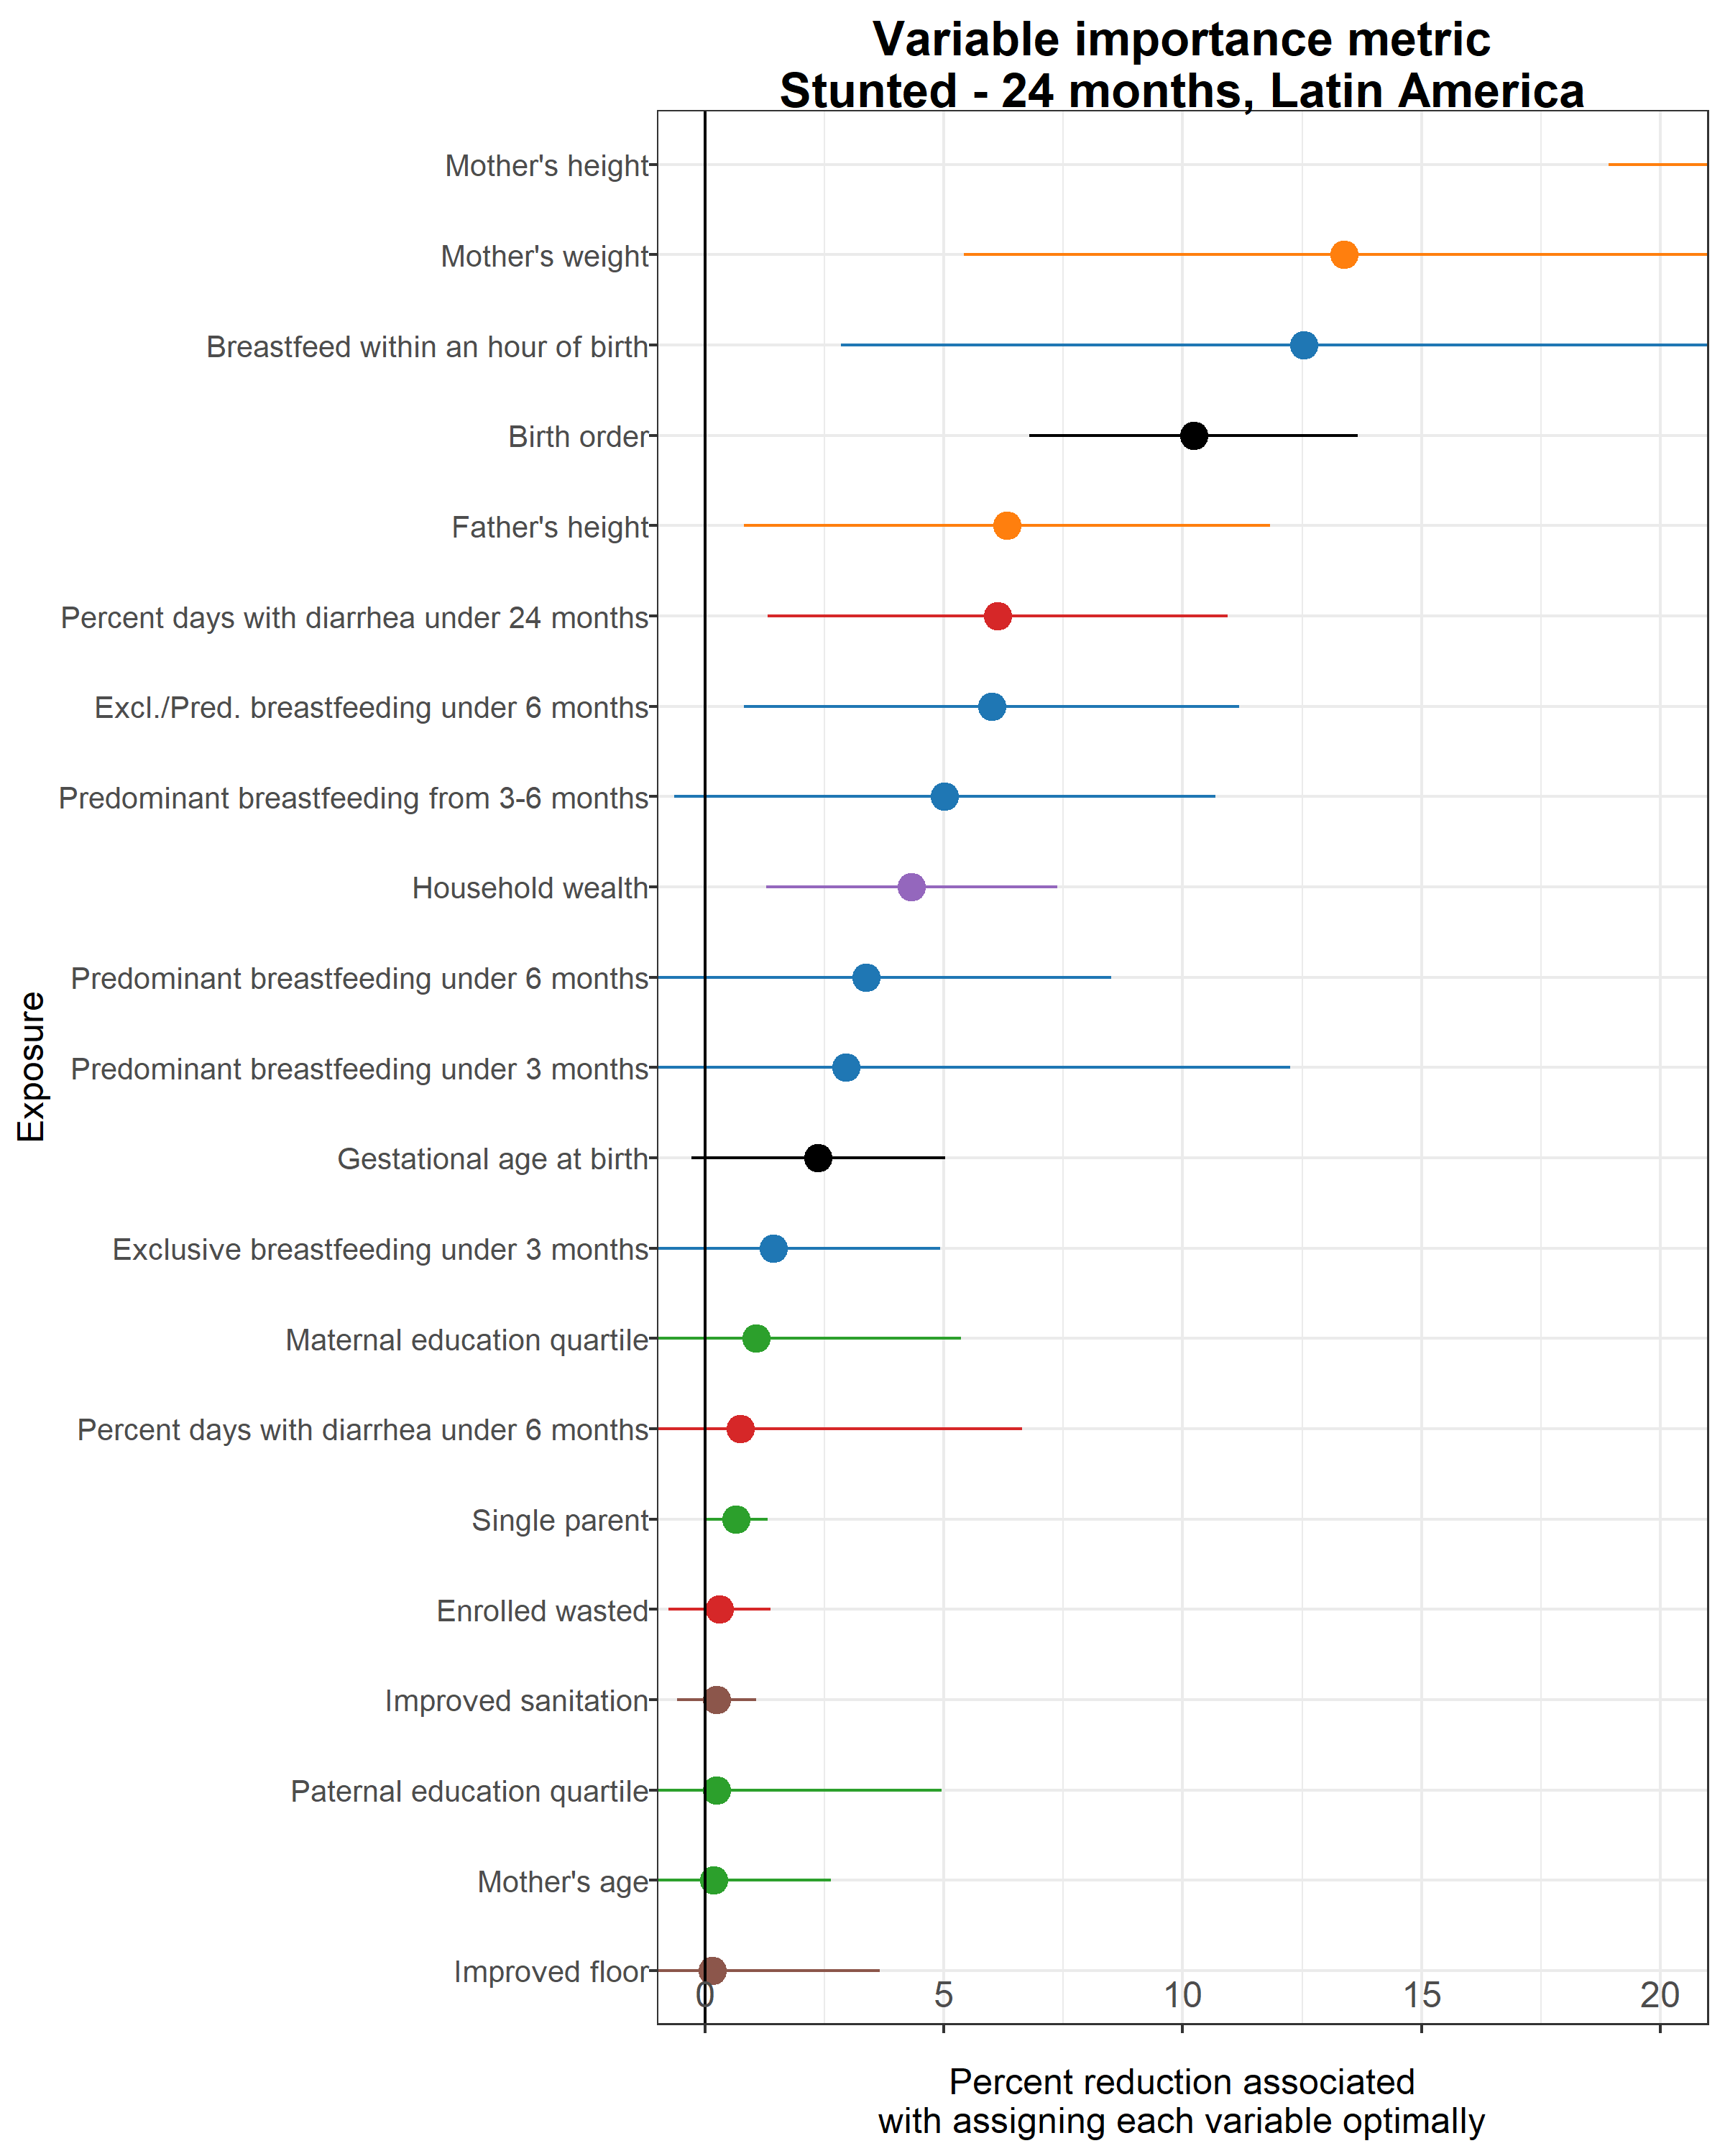 Variable importance metric
Stunted - 24 months, Latin America
Mother's height
Mother's weight
Breastfeed within an hour of birth
Birth order
Father's height
Percent days with diarrhea under 24 months
Excl./Pred. breastfeeding under 6 months
Predominant breastfeeding from 3-6 months
Household wealth
Predominant breastfeeding under 6 months
Predominant breastfeeding under 3 months
Gestational age at birth
Exclusive breastfeeding under 3 months
Maternal education quartile
Percent days with diarrhea under 6 months
Single parent
Enrolled wasted
Improved sanitation
Paternal education quartile
Mother's age
Improved floor
Exposure
0 5 10 15 20
Percent reduction associated
with assigning each variable optimally